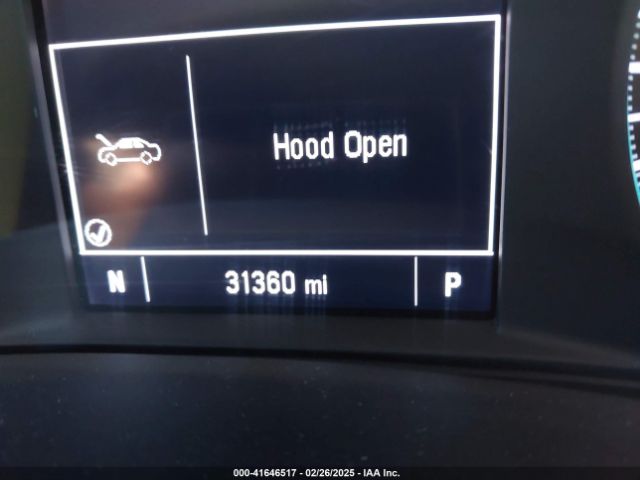 Hood Open
N 31360 mi P
000-41646517 - 02/26/2025 - IAA Inc.